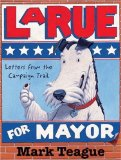 LARUE
Letters from the
Campaign Trail
FOR MAYOR
Mark Teague